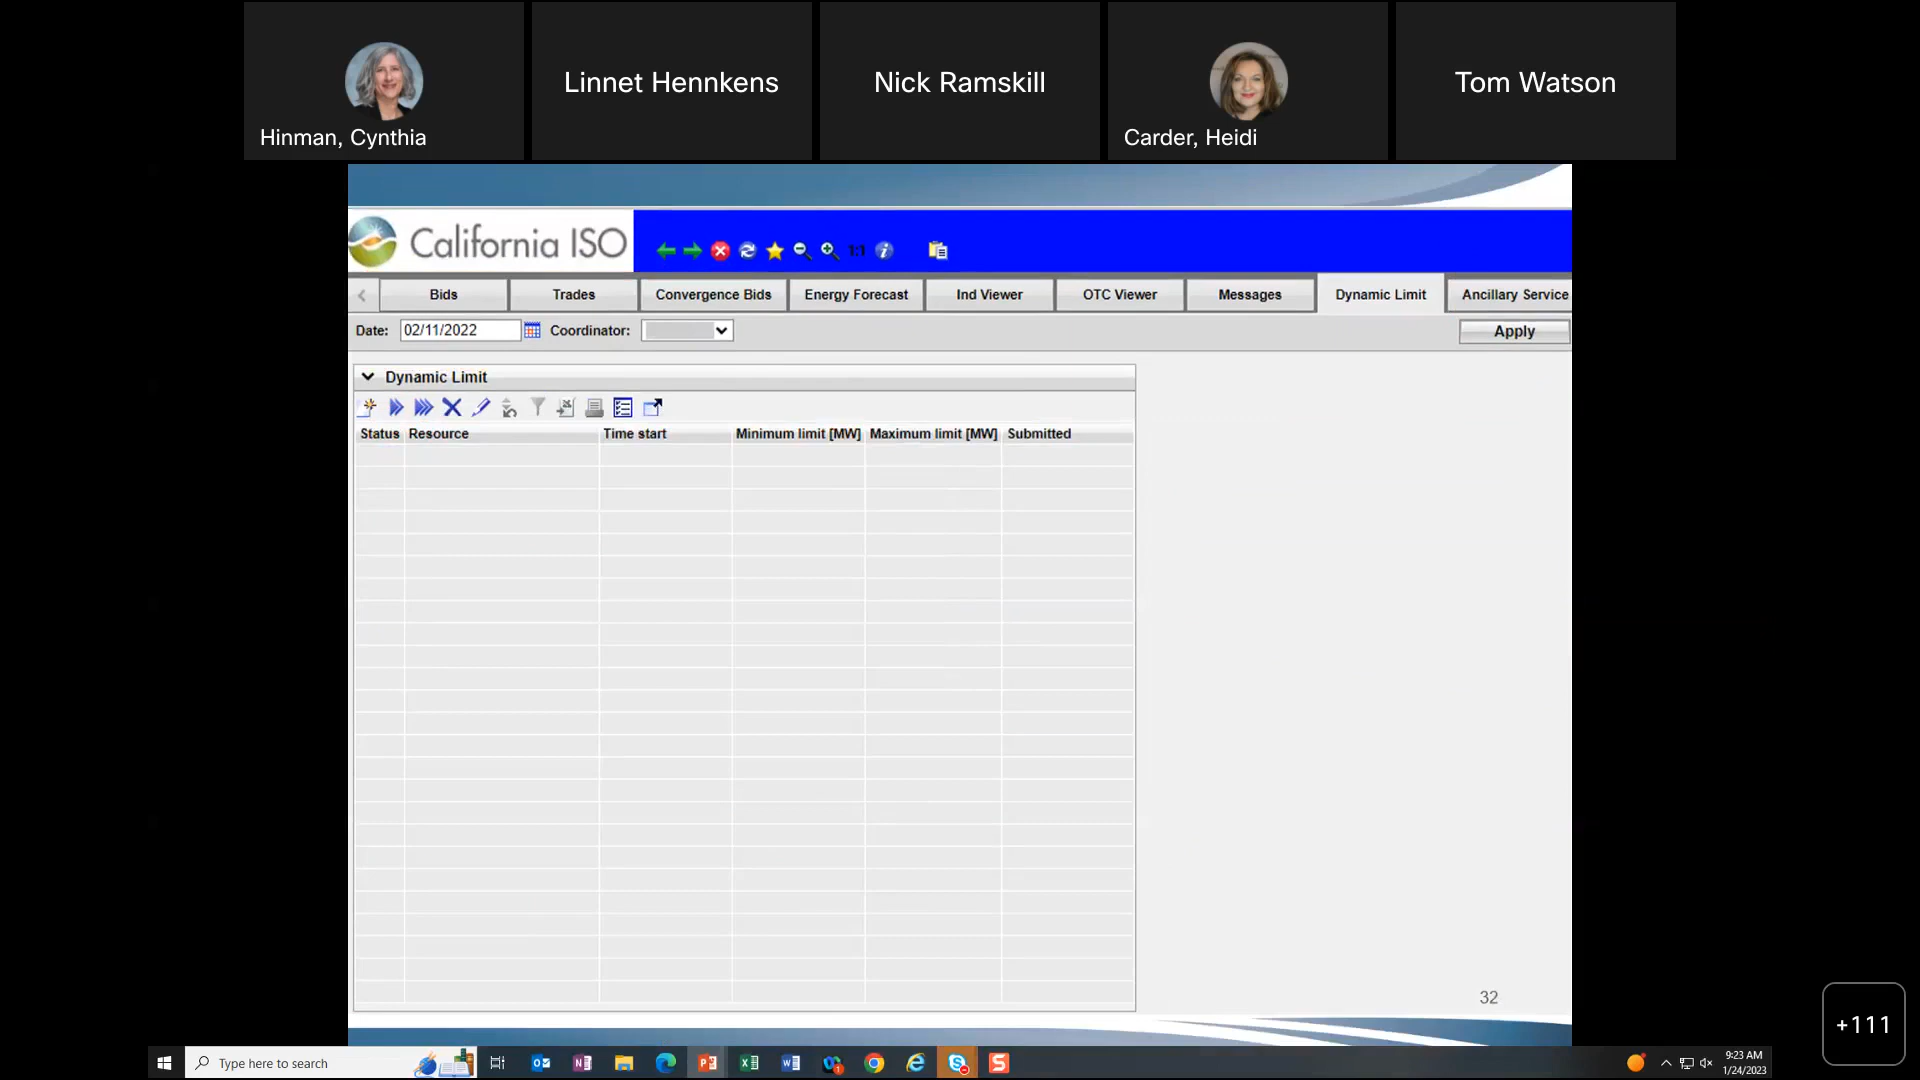 Hinman, Cynthia
Linnet Hennkens
Nick Ramskill
Carder, Heidi
Tom Watson
California ISO
1:1
Bids Trades Convergence Bids Energy Forecast Ind Viewer OTC Viewer Messages Dynamic Limit Ancillary Service
Date: 02/11/2022 Coordinator: Apply
Dynamic Limit
Status Resource Time start Minimum limit [MW] Maximum limit [MW] Submitted
32
+111
Type here to search
9:23 AM
1/24/2023